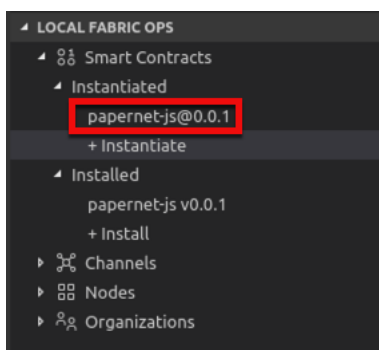 LOCAL FABRIC OPS
Smart Contracts
Instantiated
papernet-js@0.0.1
+ Instantiate
Installed
papernet-js v0.0.1
+ Install
Channels
Nodes
Organizations